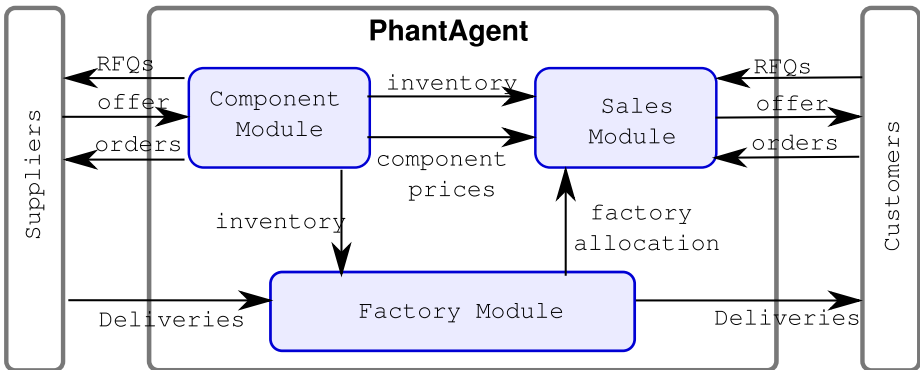 PhantAgent
RFQs
offer
orders
Suppliers
Component
Module
inventory
component
prices
Sales
Module
RFQs
offer
orders
Customers
inventory
factory
allocation
Deliveries
Factory Module
Deliveries